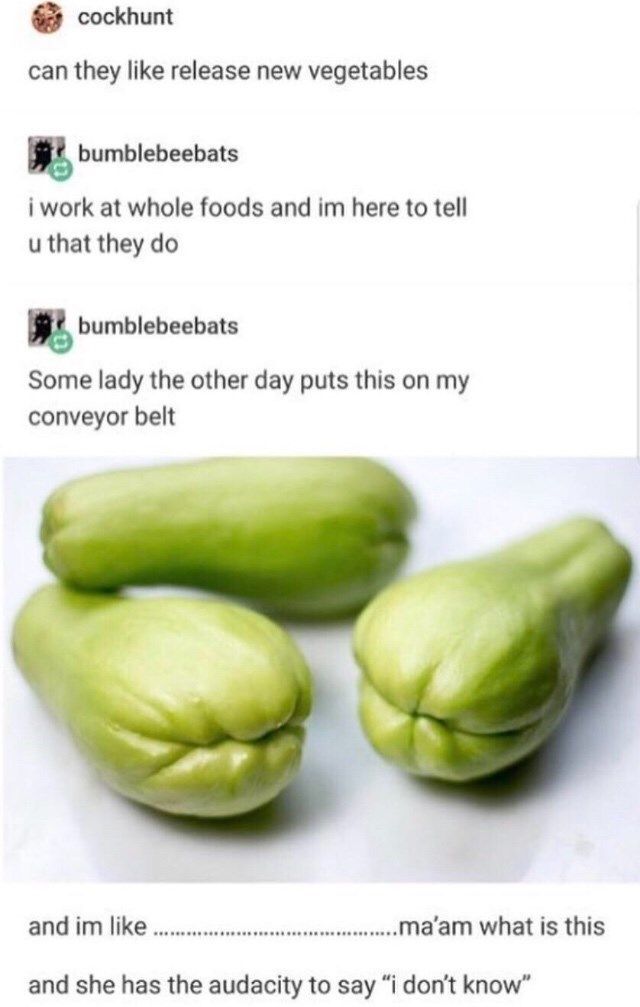 cockhunt
can they like release new vegetables
bumblebeebats
i work at whole foods and im here to tell
u that they do
bumblebeebats
Some lady the other day puts this on my
conveyor belt
and im like ............................................ma'am what is this
and she has the audacity to say “i don't know”